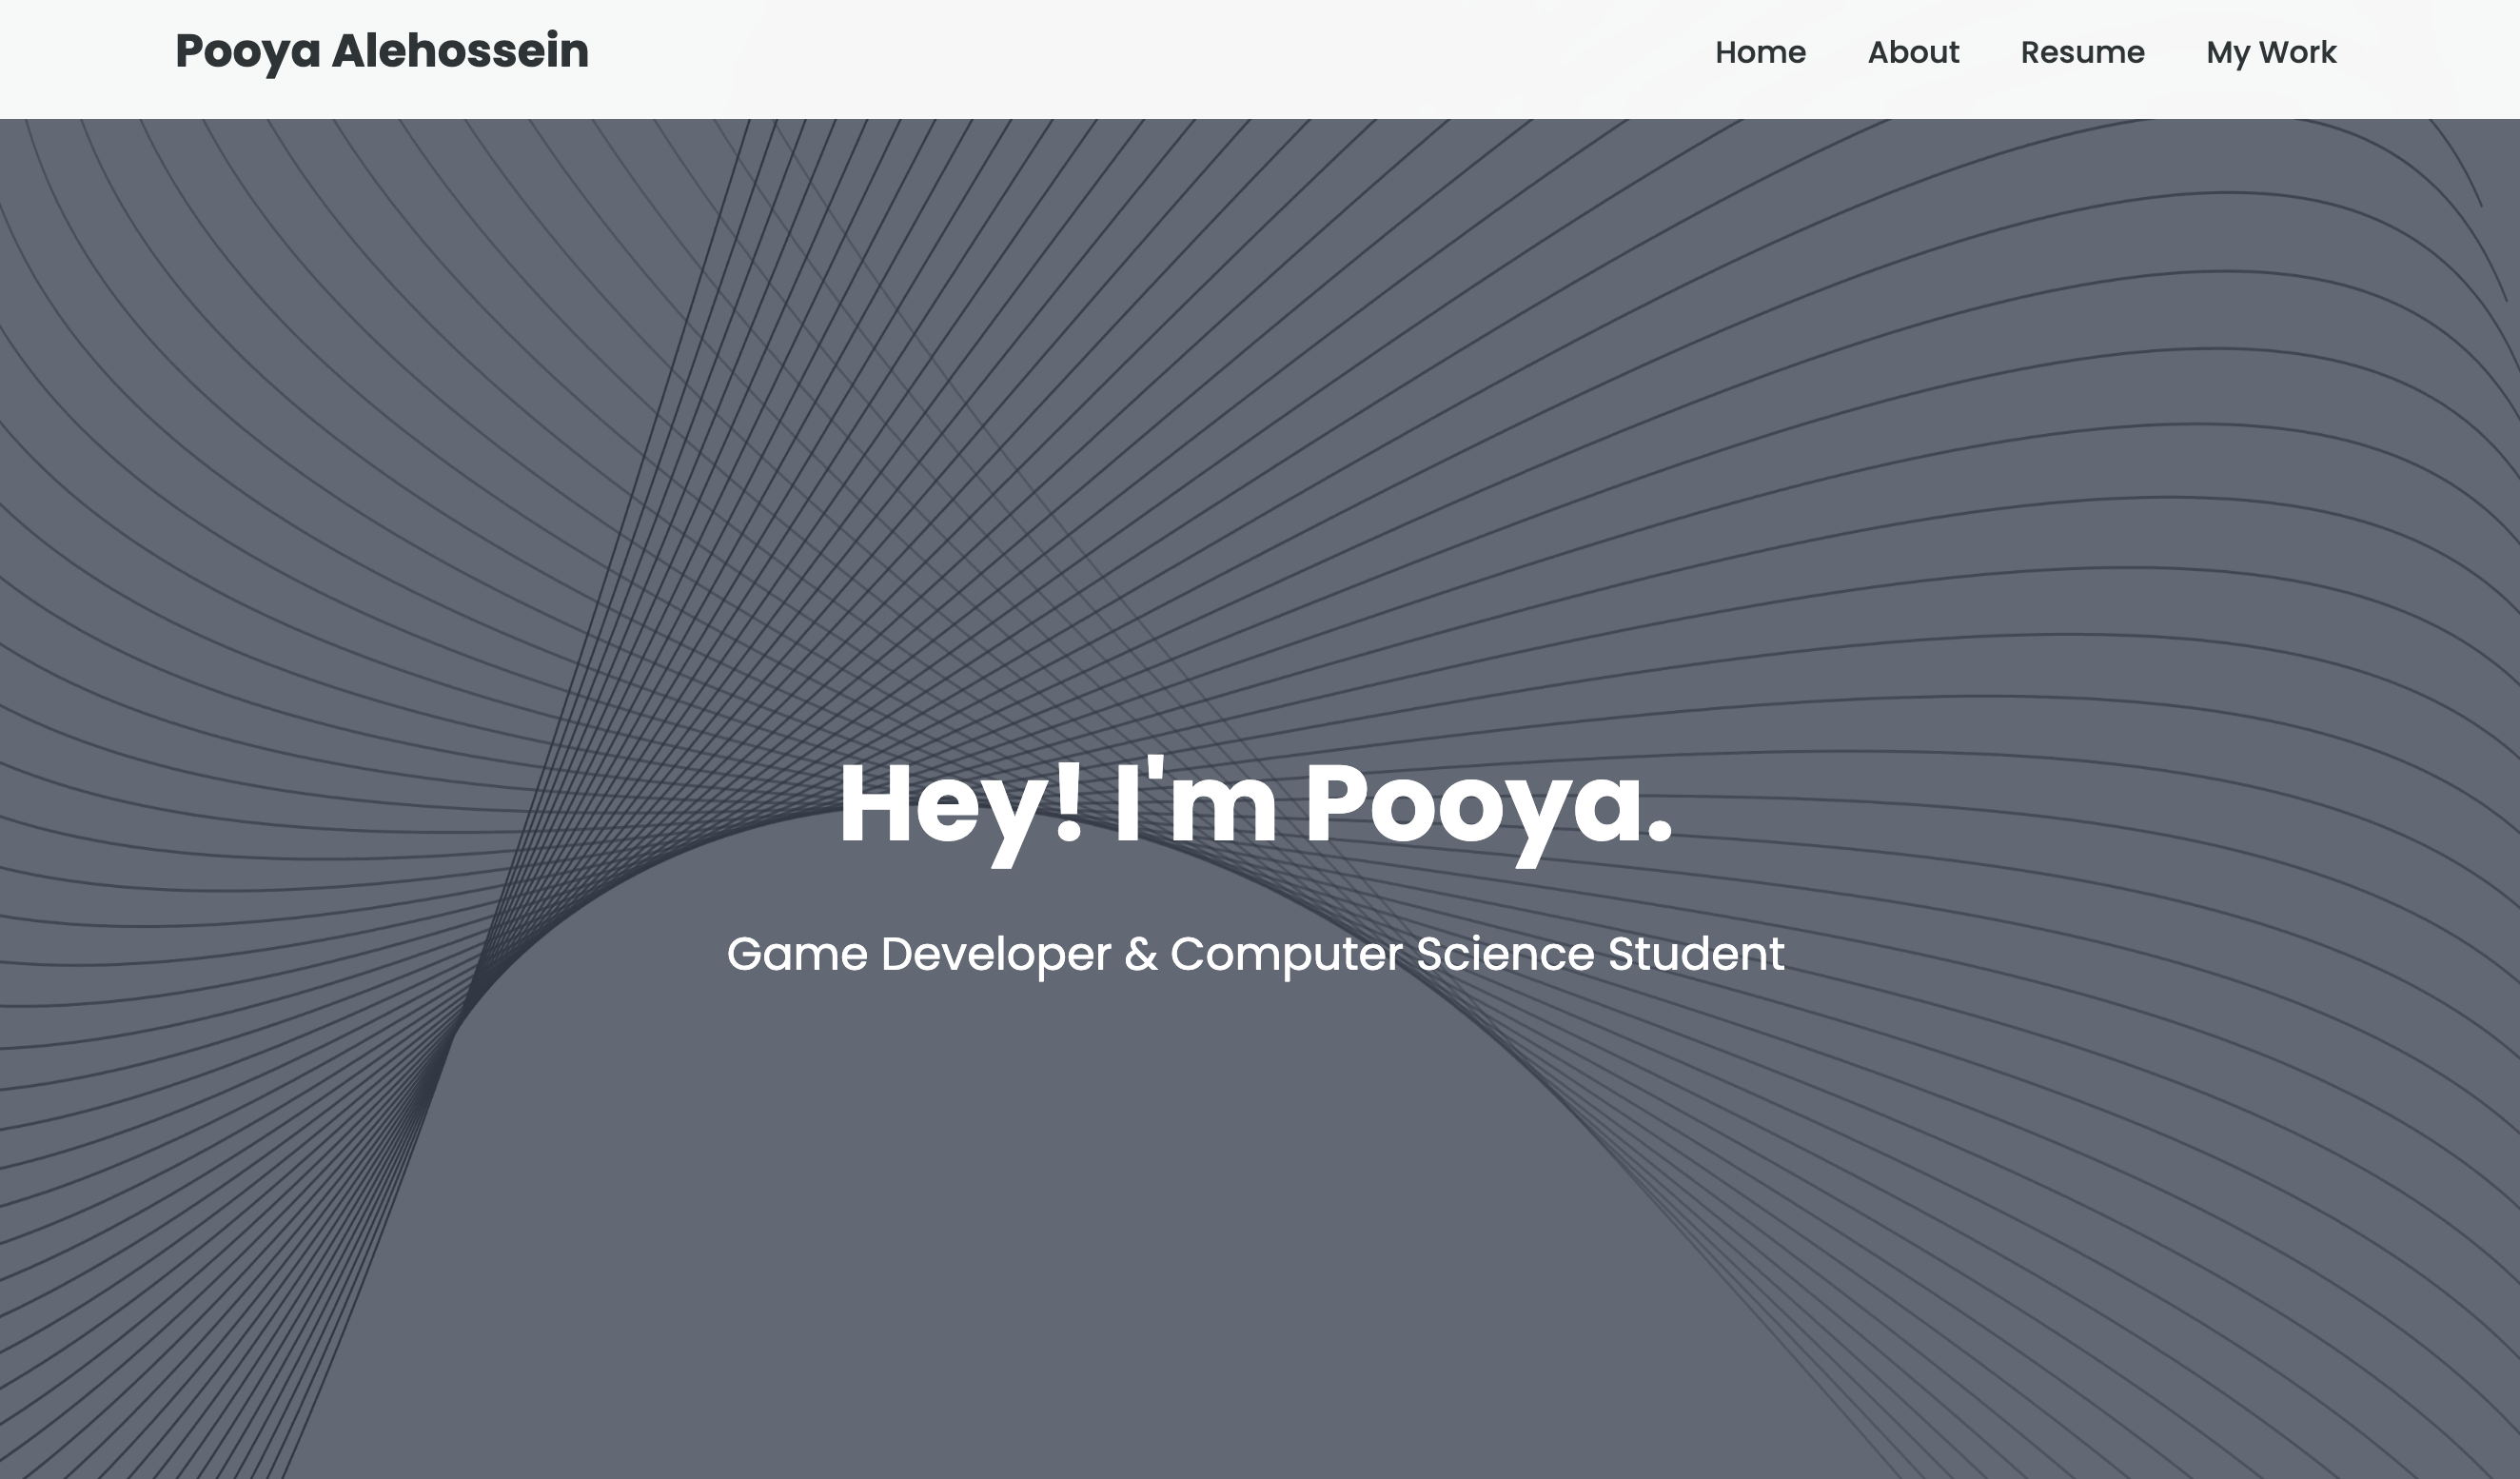 Pooya Alehossein
Home About Resume My Work
Hey! I'm Pooya.
Game Developer & Computer Science Student